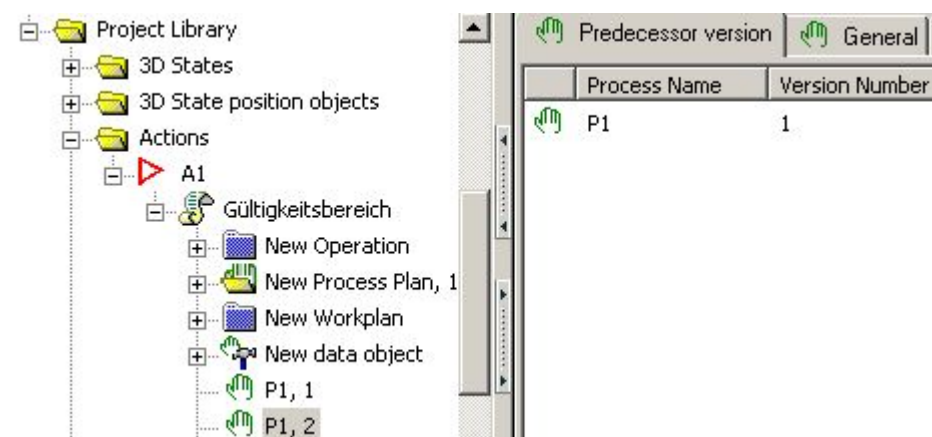 Project Library
3D States
3D State position objects
Actions
A1
Gültigkeitsbereich
New Operation
New Process Plan, 1
New Workplan
New data object
P1, 1
P1, 2
Predecessor version General
Process Name Version Number
P1 1